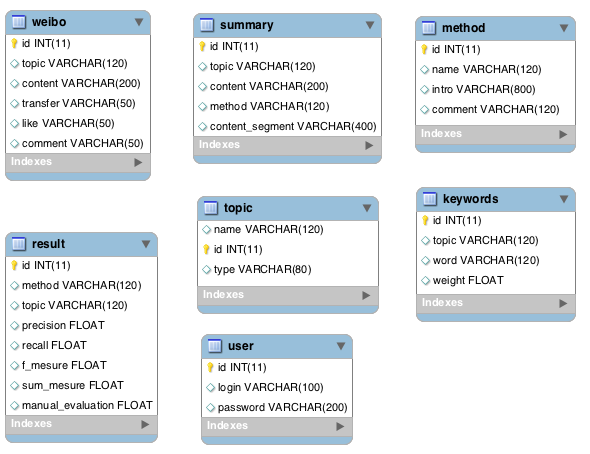 weibo
id INT(11)
topic VARCHAR(120)
content VARCHAR(200)
transfer VARCHAR(50)
like VARCHAR(50)
comment VARCHAR(50)
Indexes
summary
id INT(11)
topic VARCHAR(120)
content VARCHAR(200)
method VARCHAR(120)
content_segment VARCHAR(400)
Indexes
method
id INT(11)
name VARCHAR(120)
intro VARCHAR(800)
comment VARCHAR(120)
Indexes
result
id INT(11)
method VARCHAR(120)
topic VARCHAR(120)
precision FLOAT
recall FLOAT
f_mesure FLOAT
sum_mesure FLOAT
manual_evaluation FLOAT
Indexes
topic
name VARCHAR(120)
id INT(11)
type VARCHAR(80)
Indexes
keywords
id INT(11)
topic VARCHAR(120)
word VARCHAR(120)
weight FLOAT
Indexes
user
id INT(11)
login VARCHAR(100)
password VARCHAR(200)
Indexes